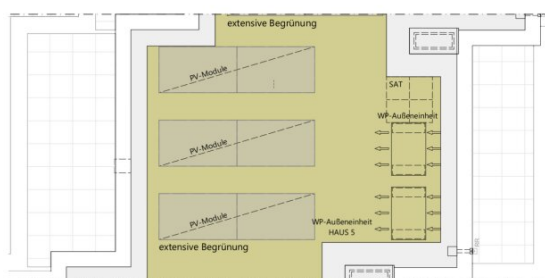 extensive Begrünung
PV-Module
SAT
WP-Außeneinheit
PV-Module
PV-Module
WP-Außeneinheit
HAUS 5
extensive Begrünung